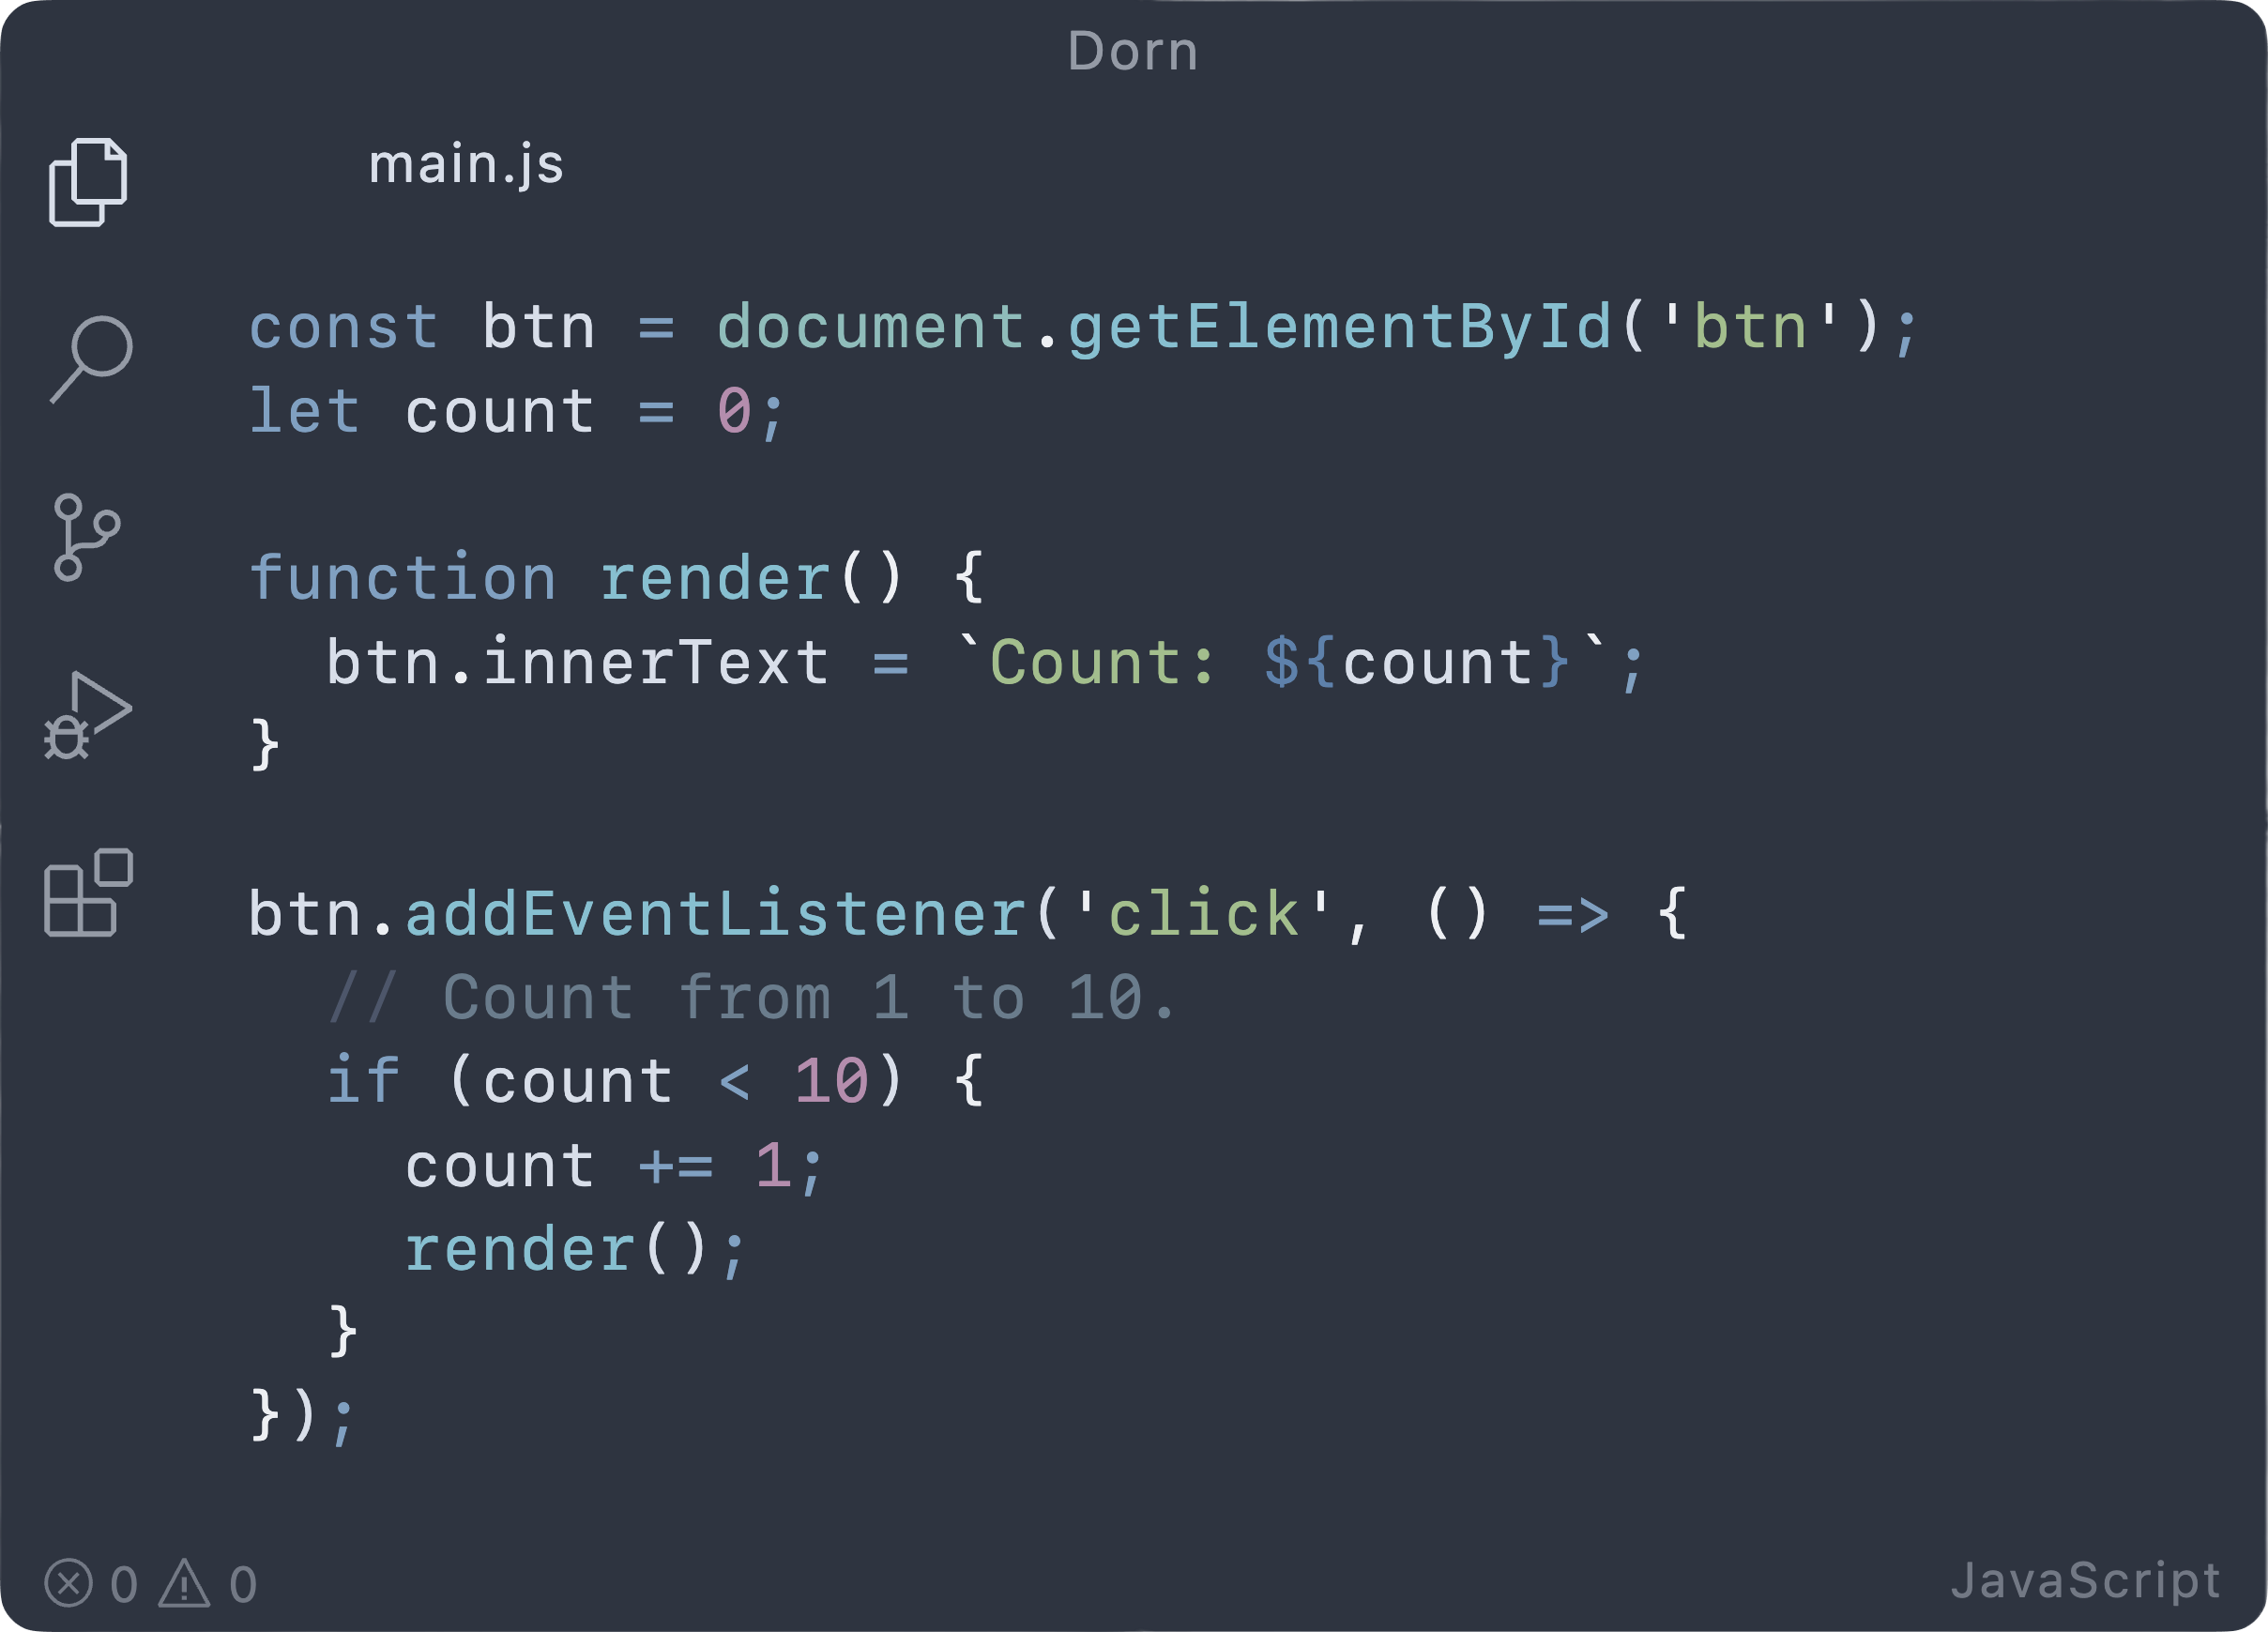 Dorn
main.js
const btn = document.getElementById('btn');
let count = 0;
function render() {
  btn.innerText = `Count: ${count}`;
}
btn.addEventListener('click', () => {
  // Count from 1 to 10.
  if (count < 10) {
    count += 1;
    render();
  }
});
0 0 JavaScript